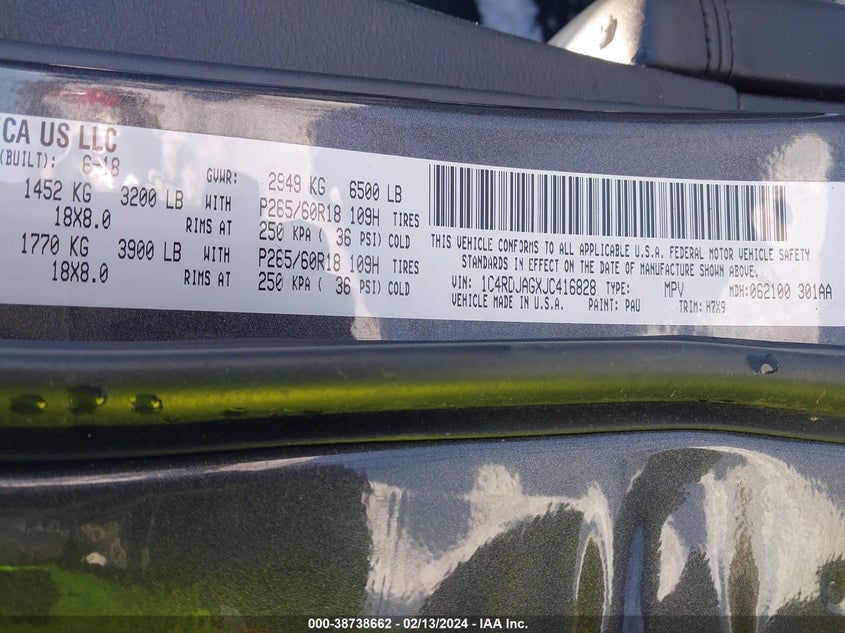 FCA US LLC
(BUILT): 6-18
GVWR: 2949 KG 6500 LB
1452 KG 3200 LB WITH P265/60R18 109H TIRES
18X8.0 RIMS AT 250 KPA ( 36 PSI) COLD
1770 KG 3900 LB WITH P265/60R18 109H TIRES
18X8.0 RIMS AT 250 KPA ( 36 PSI) COLD
THIS VEHICLE CONFORMS TO ALL APPLICABLE U.S.A. FEDERAL MOTOR VEHICLE SAFETY
STANDARDS IN EFFECT ON THE DATE OF MANUFACTURE SHOWN ABOVE.
VIN: 1C4RDJAGXJC416828 TYPE: MPV MDH: 062100 301AA
VEHICLE MADE IN U.S.A. PAINT: PAU TRIM: H8X9
000-38738662 - 02/13/2024 - IAA Inc.